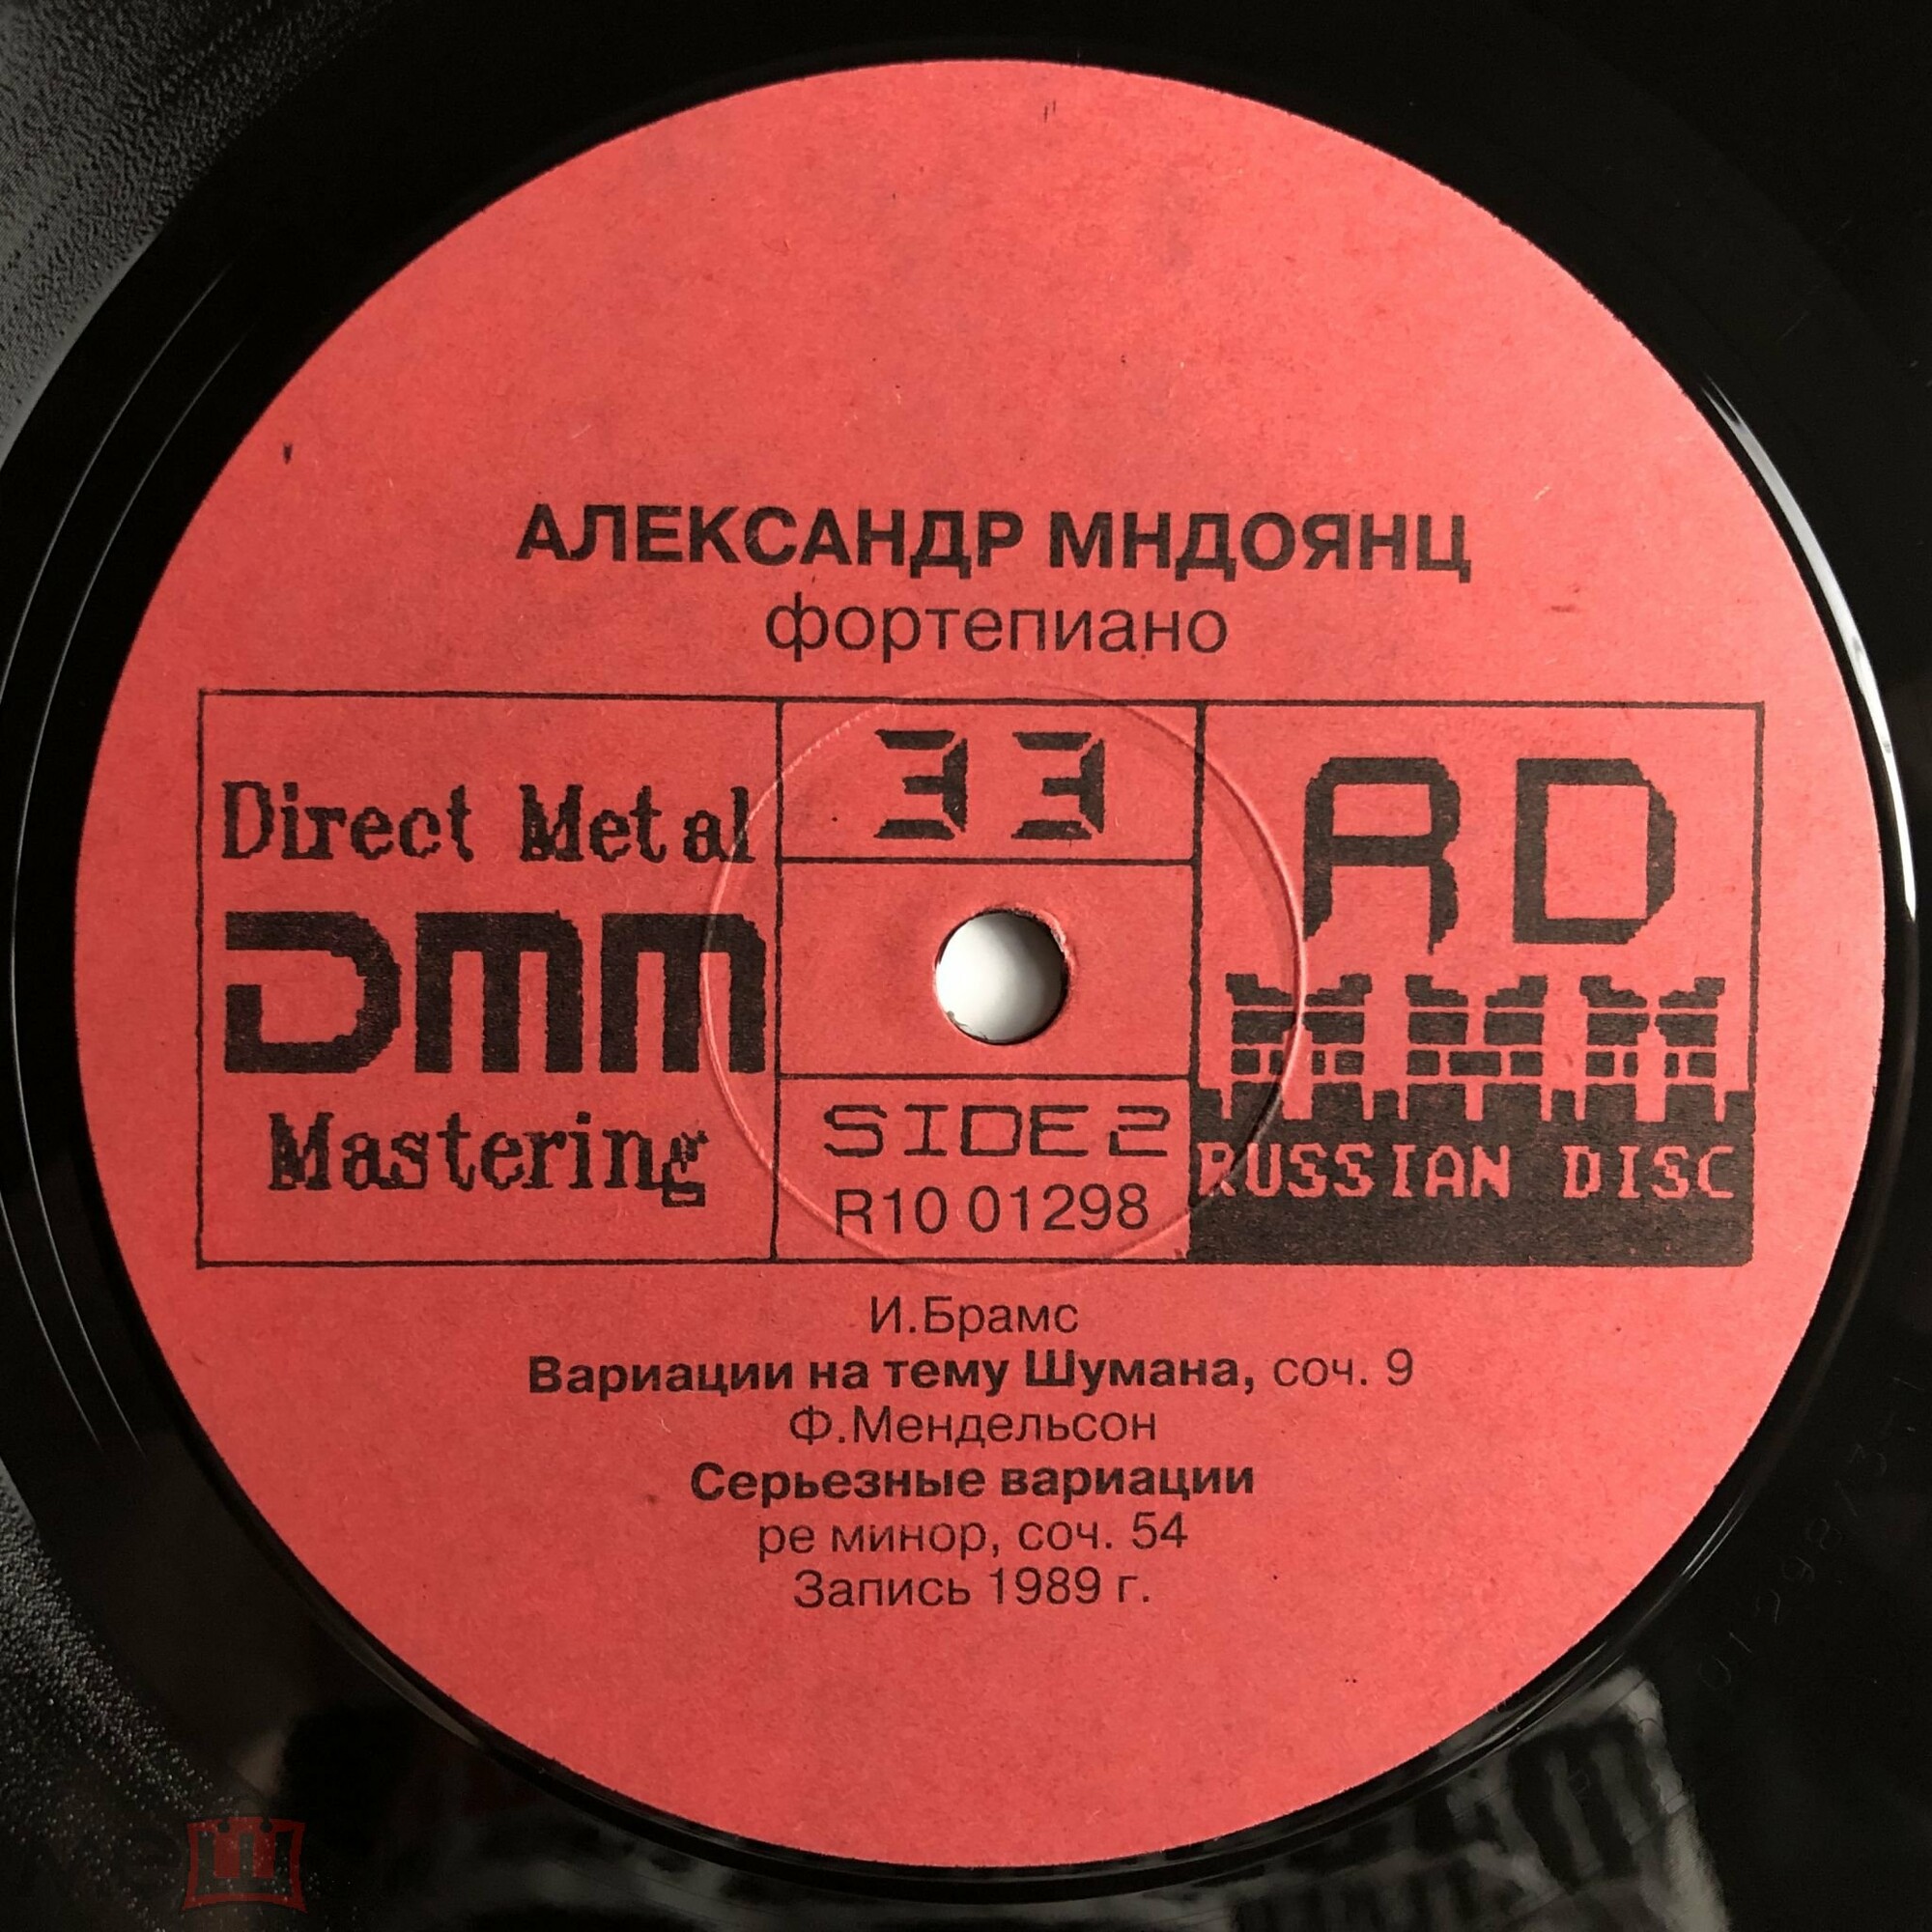 АЛЕКСАНДР МНДОЯНЦ
фортепиано
Direct Metal
DMM
Mastering
33
SIDE 2
R10 01298
RD
RUSSIAN DISC
И.Брамс
Вариации на тему Шумана, соч. 9
Ф.Мендельсон
Серьезные вариации
ре минор, соч. 54
Запись 1989 г.